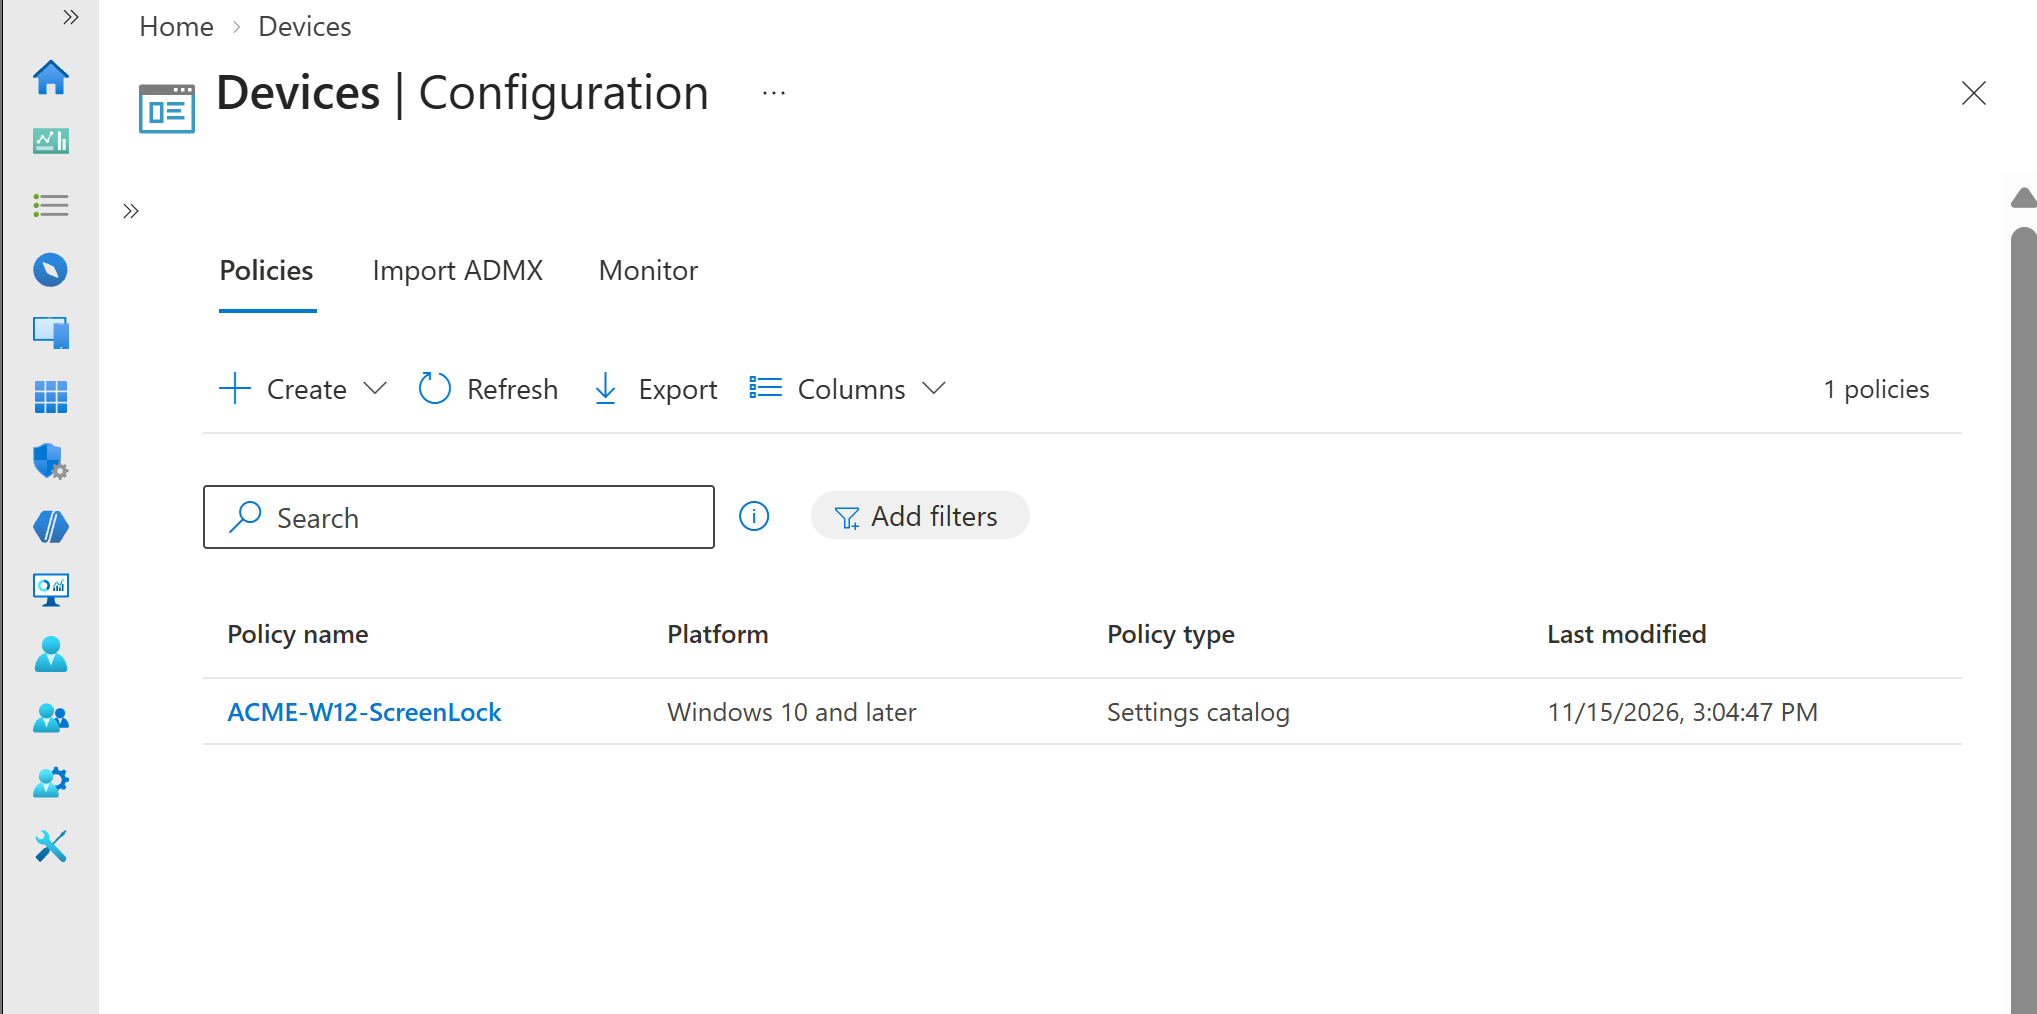 Home > Devices
Devices | Configuration ...
Policies Import ADMX Monitor
Create Refresh Export Columns 1 policies
Search Add filters
Policy name Platform Policy type Last modified
ACME-W12-ScreenLock Windows 10 and later Settings catalog 11/15/2026, 3:04:47 PM